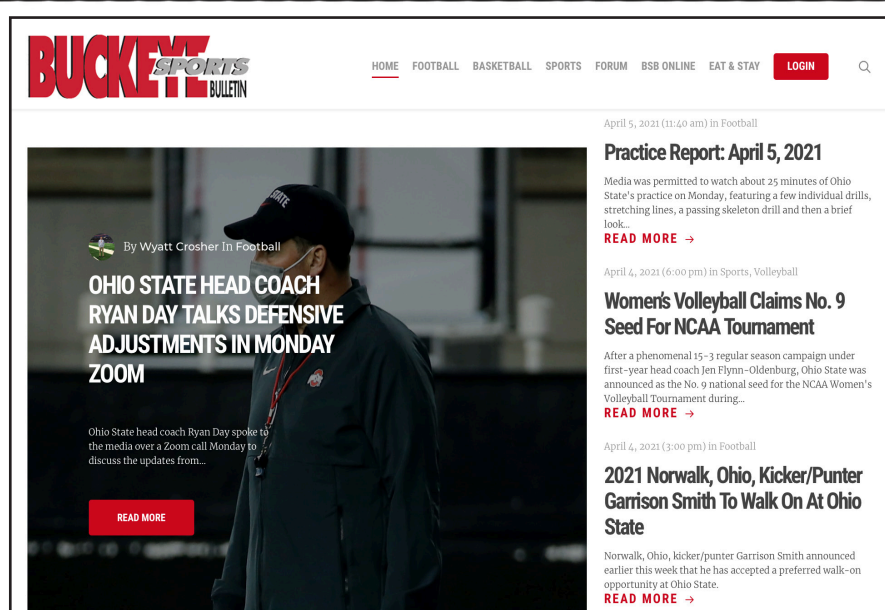 BUCKEYE
SPORTS
BULLETIN
HOME FOOTBALL BASKETBALL SPORTS FORUM BSB ONLINE EAT & STAY LOGIN
By Wyatt Crosher In Football
OHIO STATE HEAD COACH
RYAN DAY TALKS DEFENSIVE
ADJUSTMENTS IN MONDAY
ZOOM
Ohio State head coach Ryan Day spoke to
the media over a Zoom call Monday to
discuss the updates from...
READ MORE
STATE
April 5, 2021 (11:40 am) in Football
Practice Report: April 5, 2021
Media was permitted to watch about 25 minutes of Ohio
State's practice on Monday, featuring a few individual drills,
stretching lines, a passing skeleton drill and then a brief
look...
READ MORE →
April 4, 2021 (6:00 pm) in Sports, Volleyball
Women's Volleyball Claims No. 9
Seed For NCAA Tournament
After a phenomenal 15-3 regular season campaign under
first-year head coach Jen Flynn-Oldenburg, Ohio State was
announced as the No. 9 national seed for the NCAA Women's
Volleyball Tournament during...
READ MORE →
April 4, 2021 (3:00 pm) in Football
2021 Norwalk, Ohio, Kicker/Punter
Garrison Smith To Walk On At Ohio
State
Norwalk, Ohio, kicker/punter Garrison Smith announced
earlier this week that he has accepted a preferred walk-on
opportunity at Ohio State.
READ MORE →